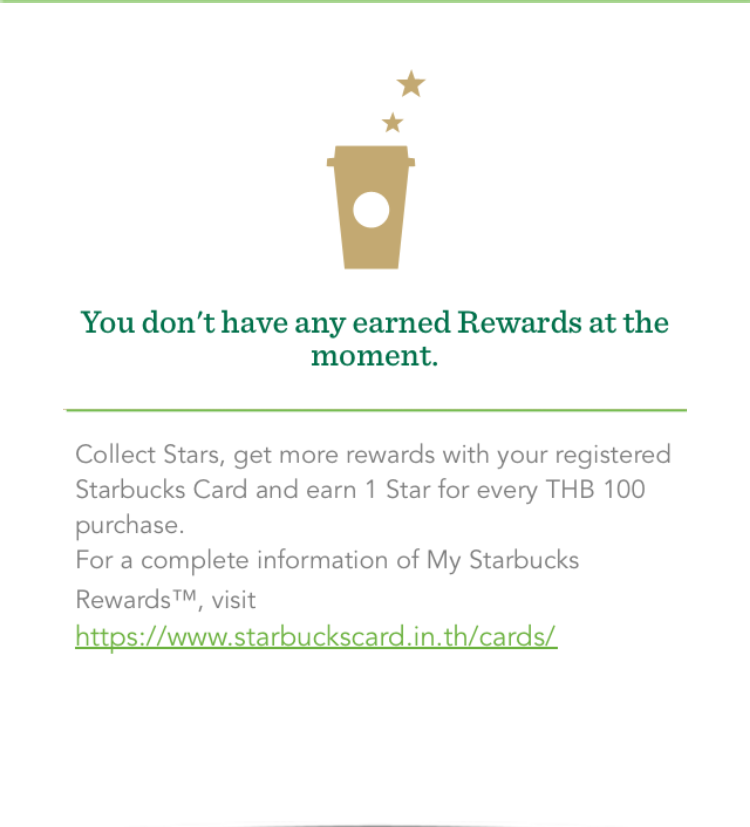 You don't have any earned Rewards at the
moment.
Collect Stars, get more rewards with your registered
Starbucks Card and earn 1 Star for every THB 100
purchase.
For a complete information of My Starbucks
Rewards™, visit
https://www.starbuckscard.in.th/cards/